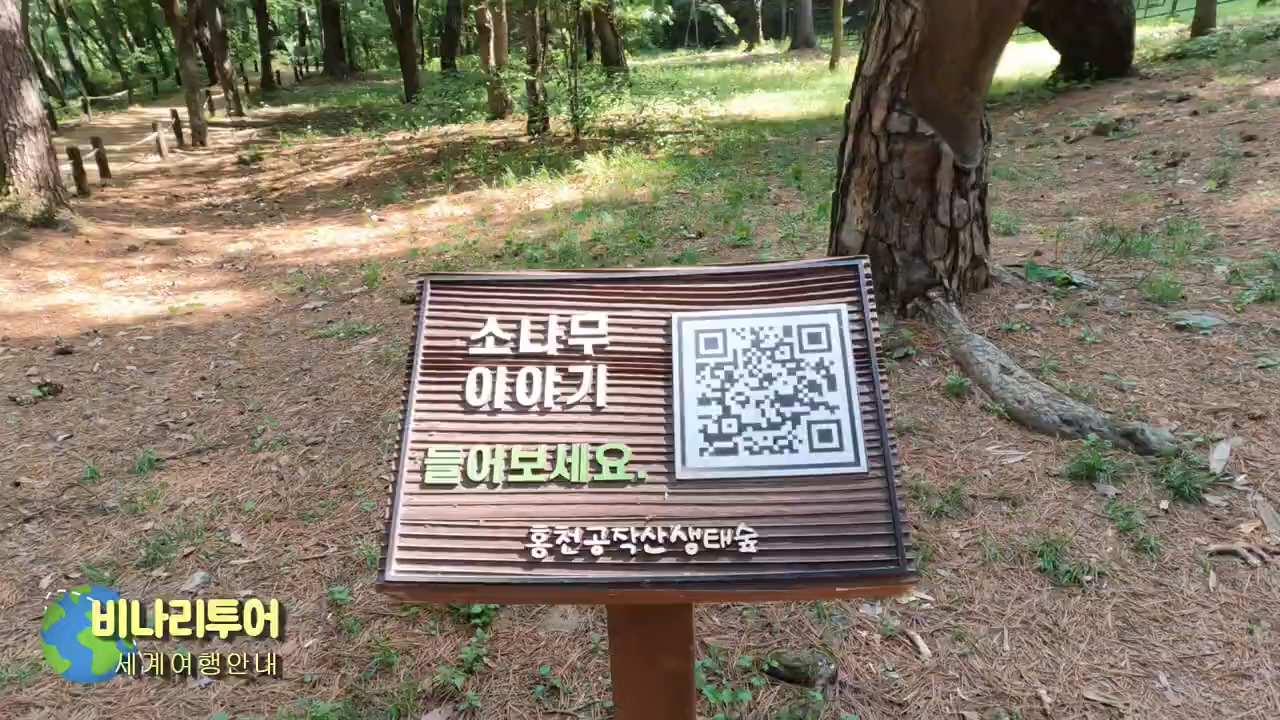 소냐무
이야기
들어보세요.
홍천공작산생태숲
비나리투어
세계여행안내